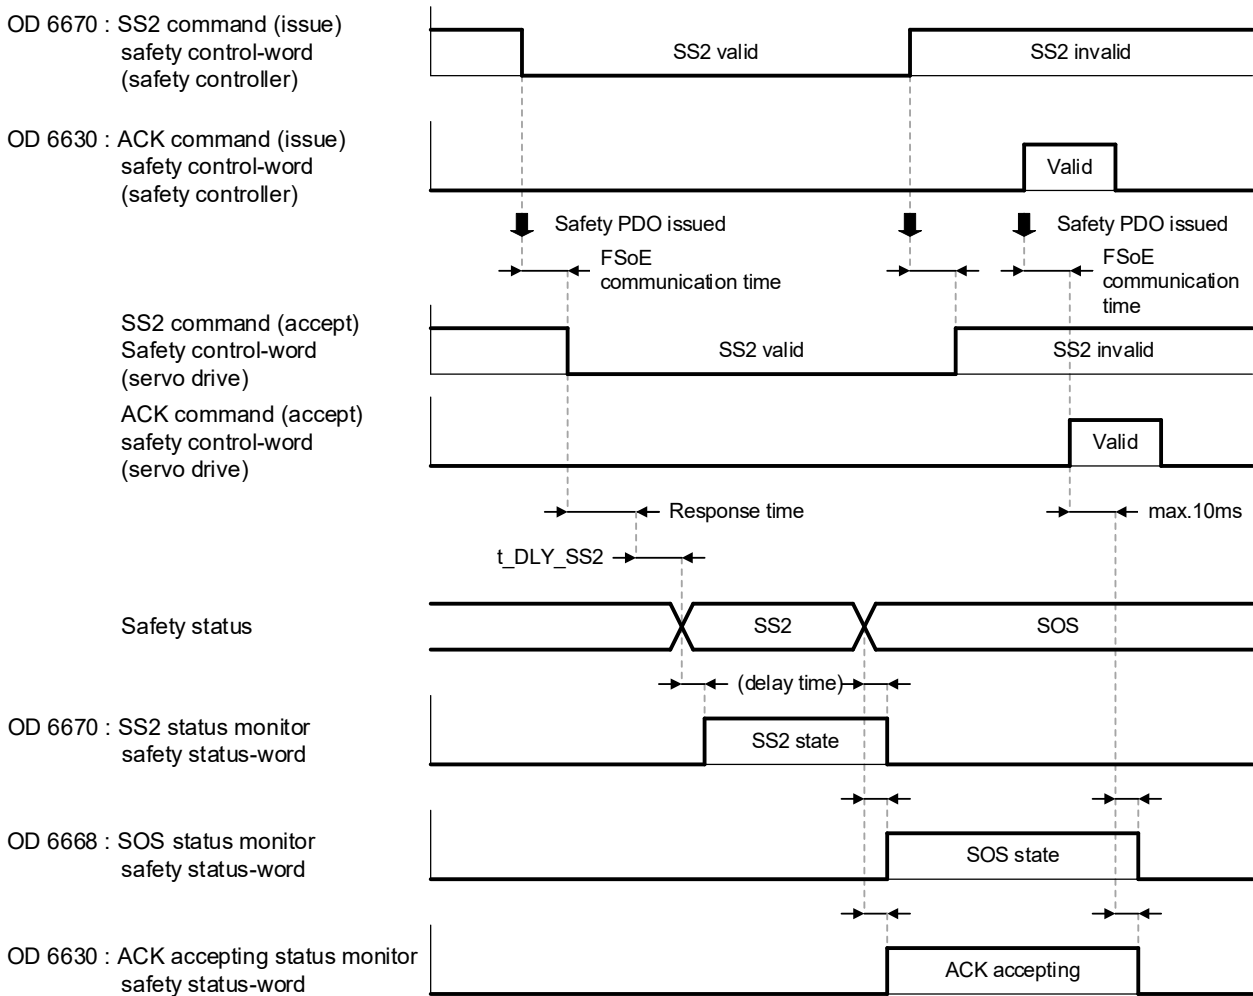 OD 6670 : SS2 command (issue)
safety control-word
(safety controller)
SS2 valid
SS2 invalid
OD 6630 : ACK command (issue)
safety control-word
(safety controller)
Valid
Safety PDO issued
Safety PDO issued
FSoE
communication time
FSoE
communication
time
SS2 command (accept)
Safety control-word
(servo drive)
SS2 valid
SS2 invalid
ACK command (accept)
safety control-word
(servo drive)
Valid
Response time
max.10ms
t_DLY_SS2
Safety status
SS2
SOS
(delay time)
OD 6670 : SS2 status monitor
safety status-word
SS2 state
OD 6668 : SOS status monitor
safety status-word
SOS state
OD 6630 : ACK accepting status monitor
safety status-word
ACK accepting